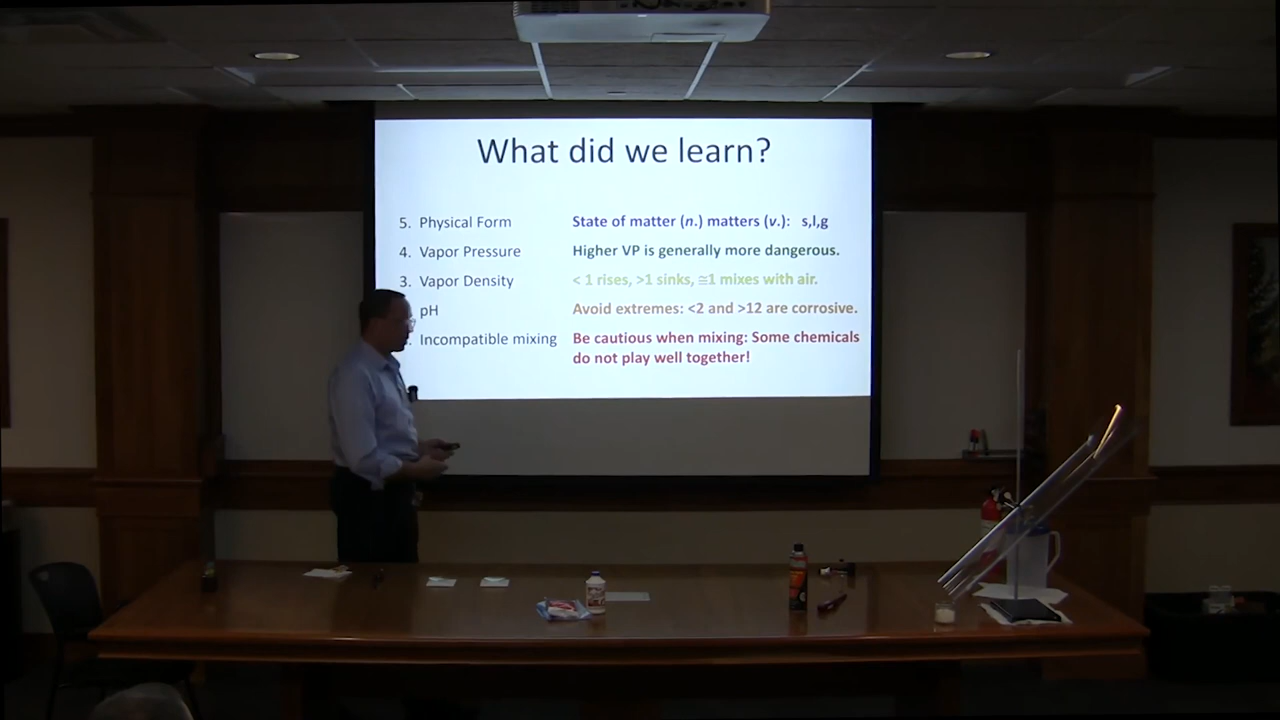 What did we learn?
5. Physical Form State of matter (n.) matters (v.): s,l,g
4. Vapor Pressure Higher VP is generally more dangerous.
3. Vapor Density < 1 rises, >1 sinks, ≅1 mixes with air.
pH Avoid extremes: <2 and >12 are corrosive.
Incompatible mixing Be cautious when mixing: Some chemicals
do not play well together!